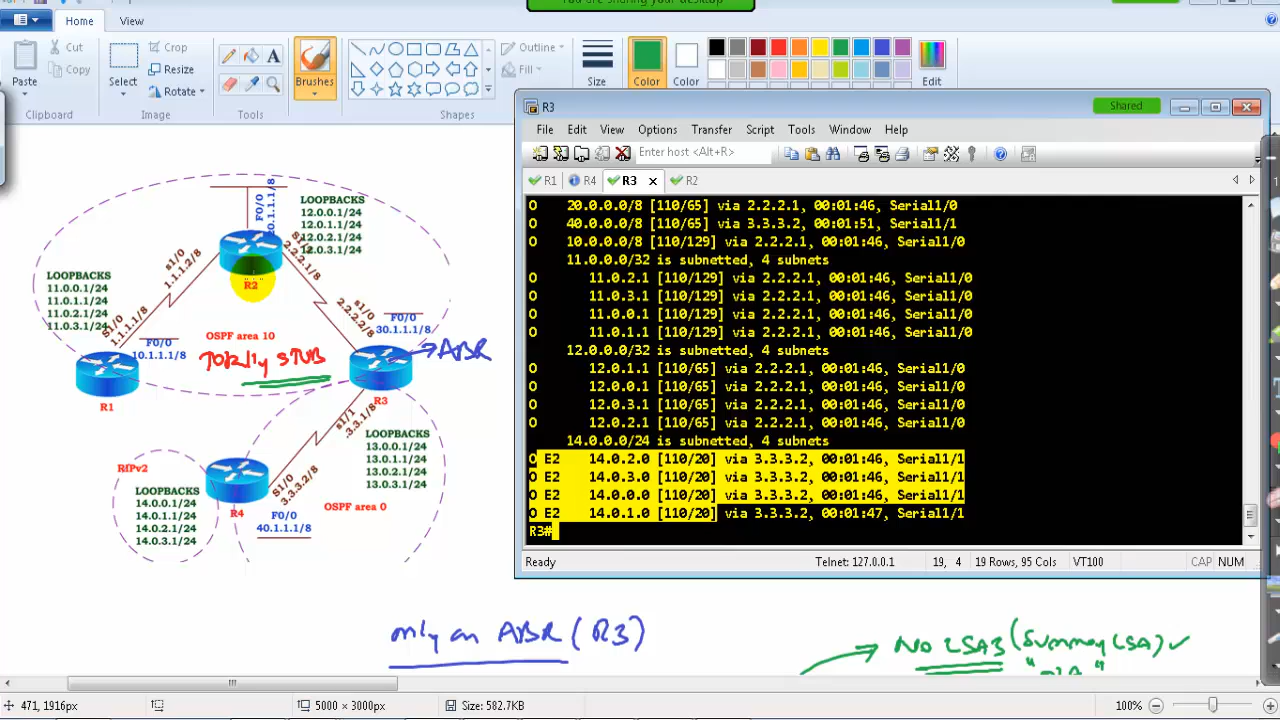 You are sharing your desktop
Home
View
Paste
Cut
Copy
Clipboard
Select
Crop
Resize
Rotate
Image
A
Tools
Brushes
Outline
Fill
Shapes
Size
Color
Color
Edit
R3
Shared
File Edit View Options Transfer Script Tools Window Help
Enter host <Alt+R>
R1 R4 R3 R2
O 20.0.0.0/8 [110/65] via 2.2.2.1, 00:01:46, Serial1/0
O 40.0.0.0/8 [110/65] via 3.3.3.2, 00:01:51, Serial1/1
O 10.0.0.0/8 [110/129] via 2.2.2.1, 00:01:46, Serial1/0
11.0.0.0/32 is subnetted, 4 subnets
O 11.0.2.1 [110/129] via 2.2.2.1, 00:01:46, Serial1/0
O 11.0.3.1 [110/129] via 2.2.2.1, 00:01:46, Serial1/0
O 11.0.0.1 [110/129] via 2.2.2.1, 00:01:46, Serial1/0
O 11.0.1.1 [110/129] via 2.2.2.1, 00:01:46, Serial1/0
12.0.0.0/32 is subnetted, 4 subnets
O 12.0.1.1 [110/65] via 2.2.2.1, 00:01:46, Serial1/0
O 12.0.0.1 [110/65] via 2.2.2.1, 00:01:46, Serial1/0
O 12.0.3.1 [110/65] via 2.2.2.1, 00:01:46, Serial1/0
O 12.0.2.1 [110/65] via 2.2.2.1, 00:01:46, Serial1/0
14.0.0.0/24 is subnetted, 4 subnets
O E2 14.0.2.0 [110/20] via 3.3.3.2, 00:01:46, Serial1/1
O E2 14.0.3.0 [110/20] via 3.3.3.2, 00:01:46, Serial1/1
O E2 14.0.0.0 [110/20] via 3.3.3.2, 00:01:46, Serial1/1
O E2 14.0.1.0 [110/20] via 3.3.3.2, 00:01:47, Serial1/1
R3#
Ready
Telnet: 127.0.0.1
19, 4
19 Rows, 95 Cols
VT100
CAP NUM
F0/0
LOOPBACKS
12.0.0.1/24
12.0.1.1/24
12.0.2.1/24
12.0.3.1/24
R2
s1/0
1.1.1.2/8
2.2.2.1/8
LOOPBACKS
11.0.0.1/24
11.0.1.1/24
11.0.2.1/24
11.0.3.1/24
S1/0
1.1.1.1/8
s1/0
2.2.2.2/8
F0/0
30.1.1.1/8
OSPF area 10
Totally STUB
ABR
F0/0
10.1.1.1/8
R1
R3
s1/1
.3.3.1/8
LOOPBACKS
13.0.0.1/24
13.0.1.1/24
13.0.2.1/24
13.0.3.1/24
RIPv2
LOOPBACKS
14.0.0.1/24
14.0.1.1/24
14.0.2.1/24
14.0.3.1/24
R4
S1/0
3.3.3.2/8
F0/0
40.1.1.1/8
OSPF area 0
only on ABR (R3)
No LSA3 (Summary LSA)
471, 1916px
5000 × 3000px
Size: 582.7KB
100%